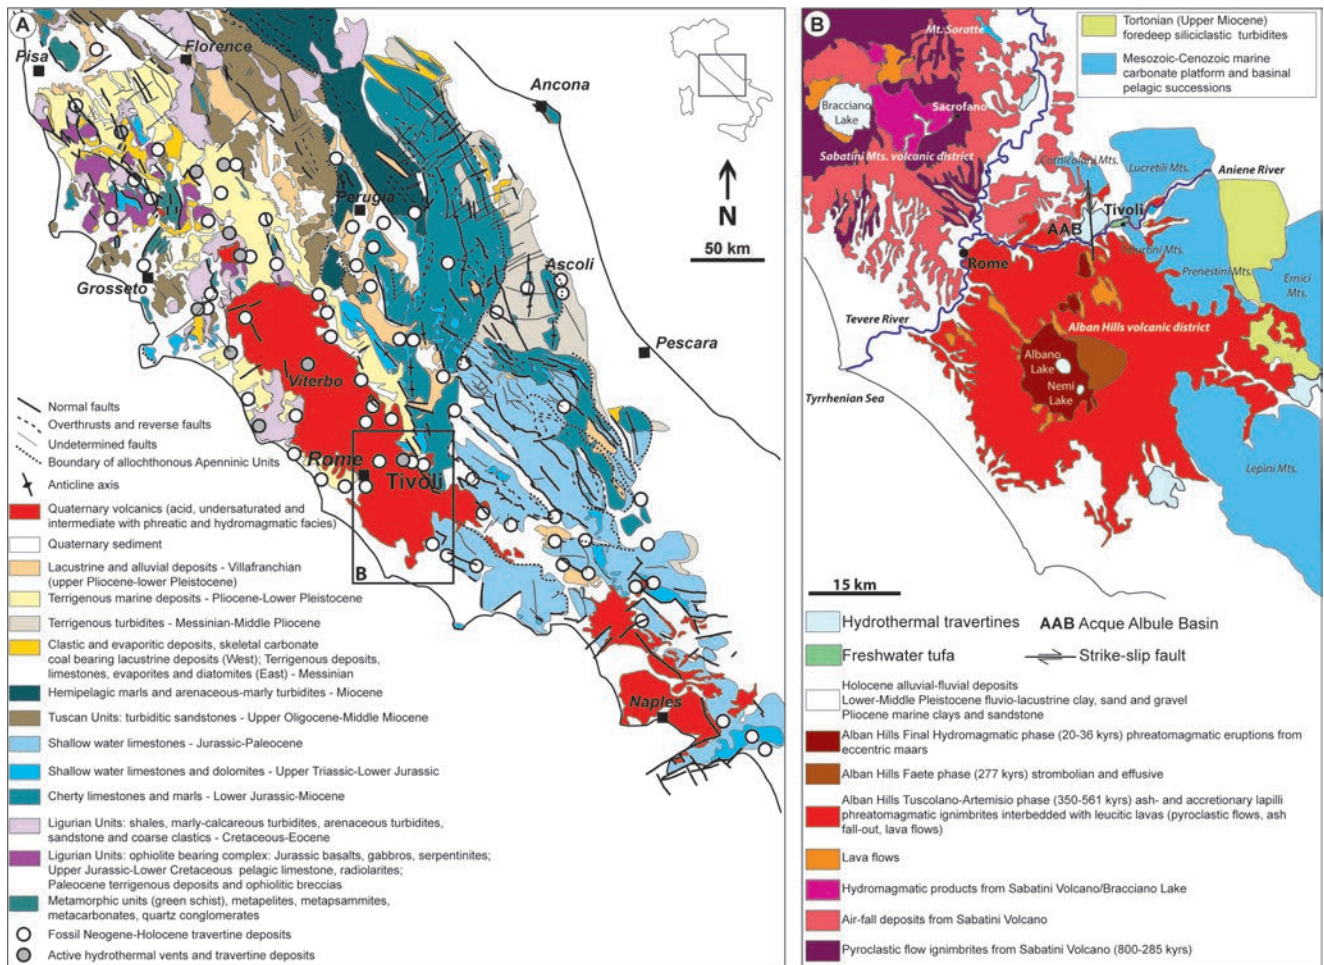 A
Pisa
Florence
Ancona
N
50 km
Perugia
Ascoli
Grosseto
Pescara
Viterbo
Rome
Tivoli
B
Naples
Normal faults
Overthrusts and reverse faults
Undetermined faults
Boundary of allochthonous Apenninic Units
Anticline axis
Quaternary volcanics (acid, undersaturated and
intermediate with phreatic and hydromagmatic facies)
Quaternary sediment
Lacustrine and alluvial deposits - Villafranchian
(upper Pliocene-lower Pleistocene)
Terrigenous marine deposits - Pliocene-Lower Pleistocene
Terrigenous turbidites - Messinian-Middle Pliocene
Clastic and evaporitic deposits, skeletal carbonate
coal bearing lacustrine deposits (West); Terrigenous deposits,
limestones, evaporites and diatomites (East) - Messinian
Hemipelagic marls and arenaceous-marly turbidites - Miocene
Tuscan Units: turbiditic sandstones - Upper Oligocene-Middle Miocene
Shallow water limestones - Jurassic-Paleocene
Shallow water limestones and dolomites - Upper Triassic-Lower Jurassic
Cherty limestones and marls - Lower Jurassic-Miocene
Ligurian Units: shales, marly-calcareous turbidites, arenaceous turbidites,
sandstone and coarse clastics - Cretaceous-Eocene
Ligurian Units: ophiolite bearing complex: Jurassic basalts, gabbros, serpentinites;
Upper Jurassic-Lower Cretaceous pelagic limestone, radiolarites;
Paleocene terrigenous deposits and ophiolitic breccias
Metamorphic units (green schist), metapelites, metapsammites,
metacarbonates, quartz conglomerates
Fossil Neogene-Holocene travertine deposits
Active hydrothermal vents and travertine deposits
B
Mt. Soratte
Tortonian (Upper Miocene)
foredeep siliciclastic turbidites
Mesozoic-Cenozoic marine
carbonate platform and basinal
pelagic successions
Bracciano
Lake
Sacrofano
Sabatini Mts. volcanic district
Cornicolani Mts.
Lucretili Mts.
Aniene River
Tivoli
AAB
Tiburtini Mts.
Rome
Prenestini Mts.
Ernici
Mts.
Tevere River
Alban Hills volcanic district
Albano
Lake
Nemi
Lake
Tyrrhenian Sea
Lepini Mts.
15 km
Hydrothermal travertines
AAB Acque Albule Basin
Freshwater tufa
Strike-slip fault
Holocene alluvial-fluvial deposits
Lower-Middle Pleistocene fluvio-lacustrine clay, sand and gravel
Pliocene marine clays and sandstone
Alban Hills Final Hydromagmatic phase (20-36 kyrs) phreatomagmatic eruptions from
eccentric maars
Alban Hills Faete phase (277 kyrs) strombolian and effusive
Alban Hills Tuscolano-Artemisio phase (350-561 kyrs) ash- and accretionary lapilli
phreatomagmatic ignimbrites interbedded with leucitic lavas (pyroclastic flows, ash
fall-out, lava flows)
Lava flows
Hydromagmatic products from Sabatini Volcano/Bracciano Lake
Air-fall deposits from Sabatini Volcano
Pyroclastic flow ignimbrites from Sabatini Volcano (800-285 kyrs)